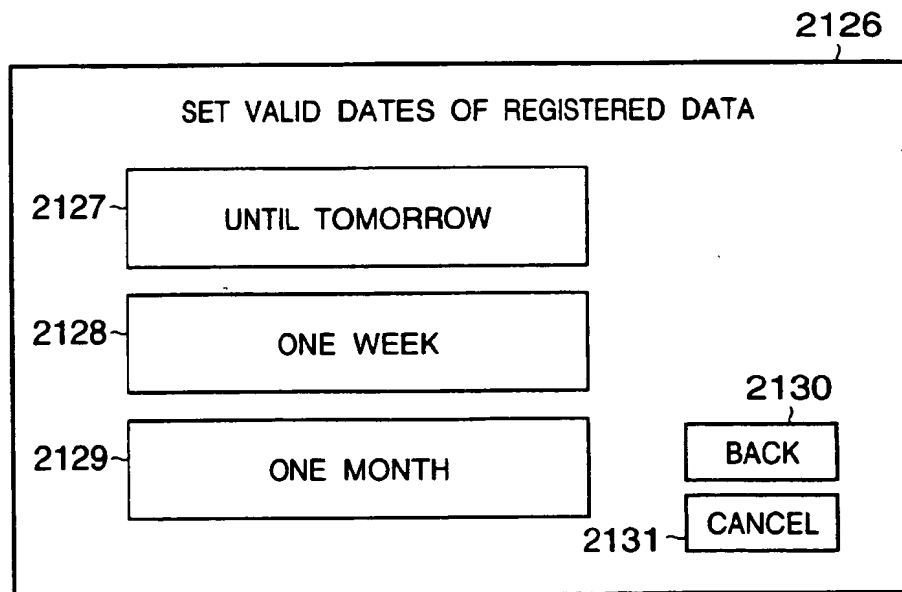 2126
SET VALID DATES OF REGISTERED DATA
2127
UNTIL TOMORROW
2128
ONE WEEK
2129
ONE MONTH
2130
BACK
2131
CANCEL